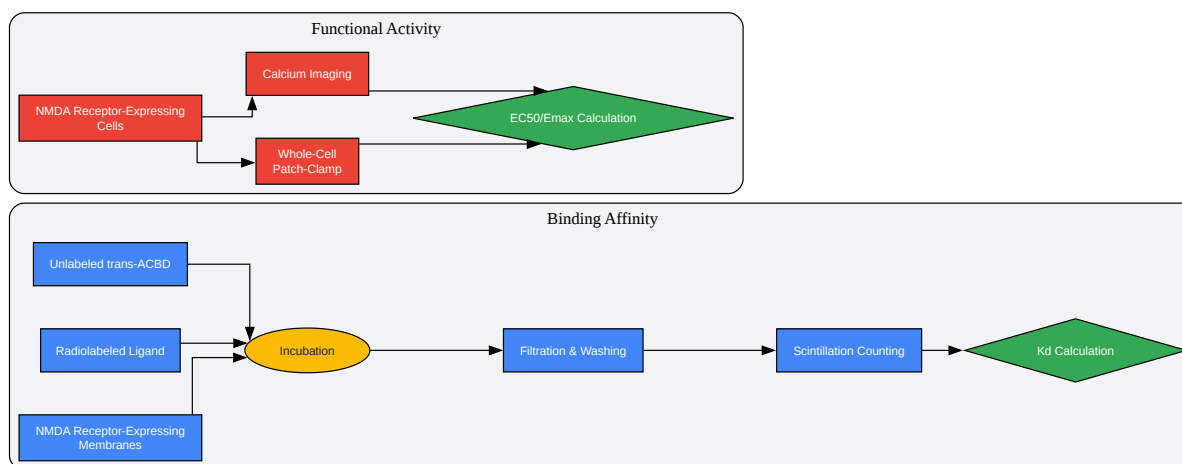 Functional Activity
Calcium Imaging
NMDA Receptor-Expressing
Cells
EC50/Emax Calculation
Whole-Cell
Patch-Clamp
Binding Affinity
Unlabeled trans-ACBD
Radiolabeled Ligand
Incubation
Filtration & Washing
Scintillation Counting
Kd Calculation
NMDA Receptor-Expressing
Membranes